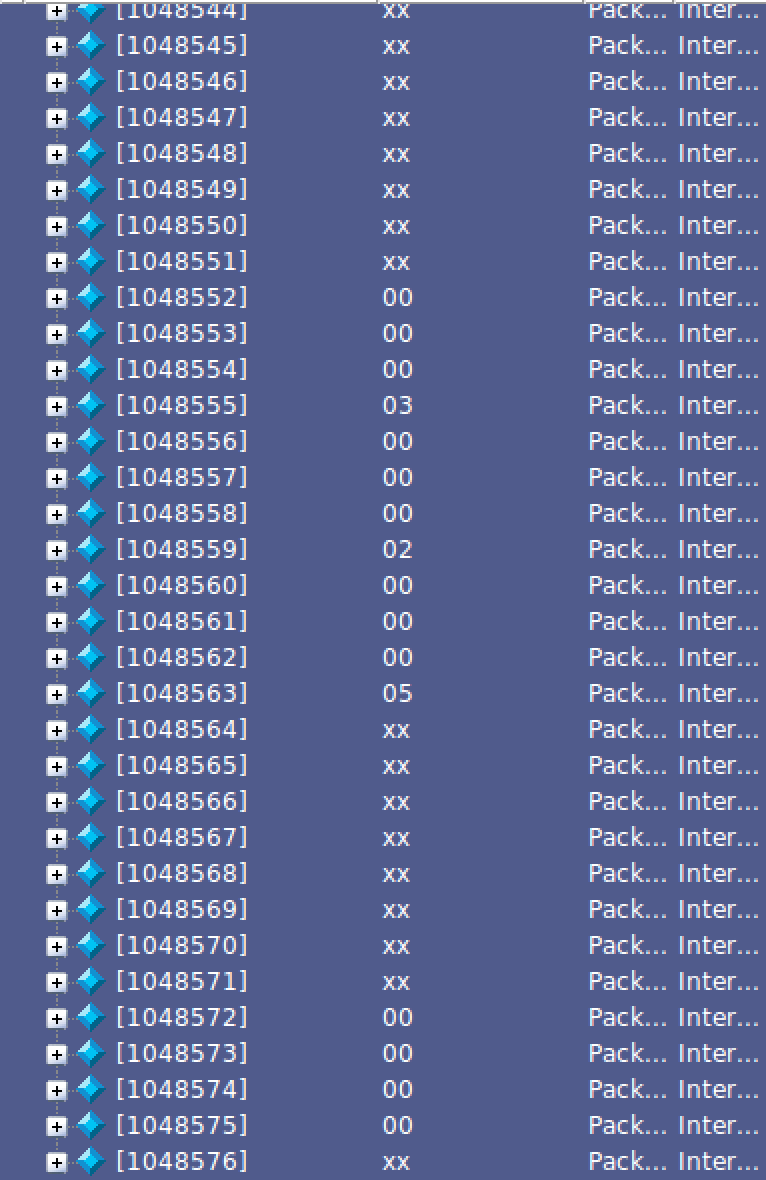 [1048544] xx Pack... Inter...
[1048545] xx Pack... Inter...
[1048546] xx Pack... Inter...
[1048547] xx Pack... Inter...
[1048548] xx Pack... Inter...
[1048549] xx Pack... Inter...
[1048550] xx Pack... Inter...
[1048551] xx Pack... Inter...
[1048552] 00 Pack... Inter...
[1048553] 00 Pack... Inter...
[1048554] 00 Pack... Inter...
[1048555] 03 Pack... Inter...
[1048556] 00 Pack... Inter...
[1048557] 00 Pack... Inter...
[1048558] 00 Pack... Inter...
[1048559] 02 Pack... Inter...
[1048560] 00 Pack... Inter...
[1048561] 00 Pack... Inter...
[1048562] 00 Pack... Inter...
[1048563] 05 Pack... Inter...
[1048564] xx Pack... Inter...
[1048565] xx Pack... Inter...
[1048566] xx Pack... Inter...
[1048567] xx Pack... Inter...
[1048568] xx Pack... Inter...
[1048569] xx Pack... Inter...
[1048570] xx Pack... Inter...
[1048571] xx Pack... Inter...
[1048572] 00 Pack... Inter...
[1048573] 00 Pack... Inter...
[1048574] 00 Pack... Inter...
[1048575] 00 Pack... Inter...
[1048576] xx Pack... Inter...